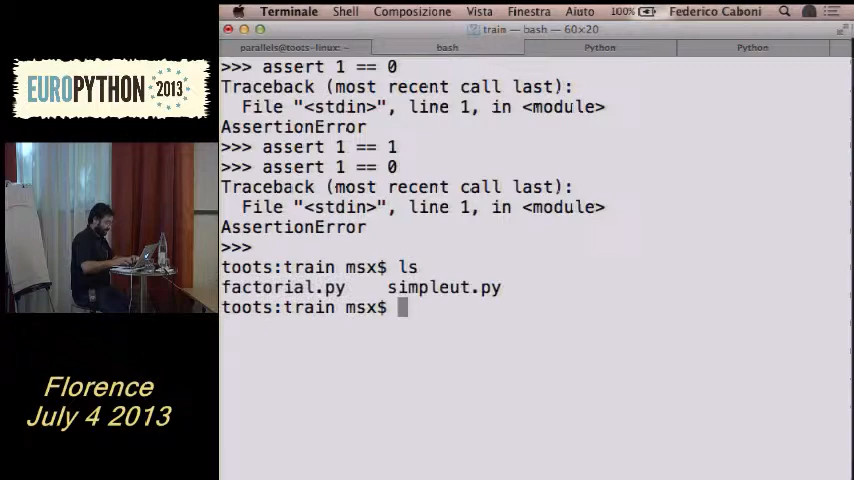 Terminale Shell Composizione Vista Finestra Aiuto 100% Federico Caboni
train — bash — 60×20
parallels@toots-linux: ~ bash Python Python
>>> assert 1 == 0
Traceback (most recent call last):
  File "<stdin>", line 1, in <module>
AssertionError
>>> assert 1 == 1
>>> assert 1 == 0
Traceback (most recent call last):
  File "<stdin>", line 1, in <module>
AssertionError
>>>
toots:train msx$ ls
factorial.py    simpleut.py
toots:train msx$
EUROPYTHON 2013
Florence
July 4 2013